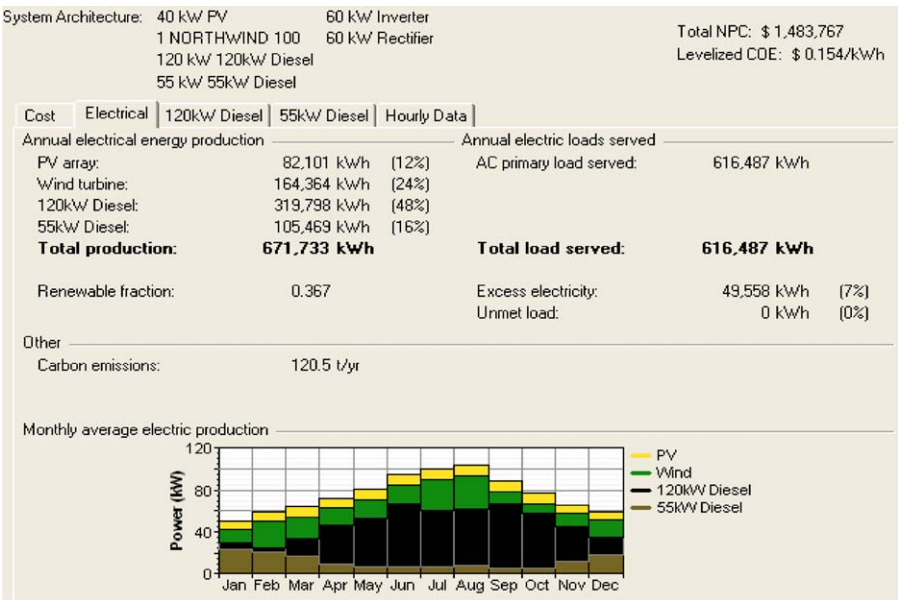 System Architecture: 40 kW PV 60 kW Inverter
1 NORTHWIND 100 60 kW Rectifier
120 kW 120kW Diesel
55 kW 55kW Diesel
Total NPC: $ 1,483,767
Levelized COE: $ 0.154/kWh
Cost Electrical 120kW Diesel 55kW Diesel Hourly Data
Annual electrical energy production
PV array: 82,101 kWh (12%)
Wind turbine: 164,364 kWh (24%)
120kW Diesel: 319,798 kWh (48%)
55kW Diesel: 105,469 kWh (16%)
Total production: 671,733 kWh
Renewable fraction: 0.367
Annual electric loads served
AC primary load served: 616,487 kWh
Total load served: 616,487 kWh
Excess electricity: 49,558 kWh (7%)
Unmet load: 0 kWh (0%)
Other
Carbon emissions: 120.5 t/yr
Monthly average electric production
Power (kW)
120
80
40
0
Jan Feb Mar Apr May Jun Jul Aug Sep Oct Nov Dec
PV
Wind
120kW Diesel
55kW Diesel